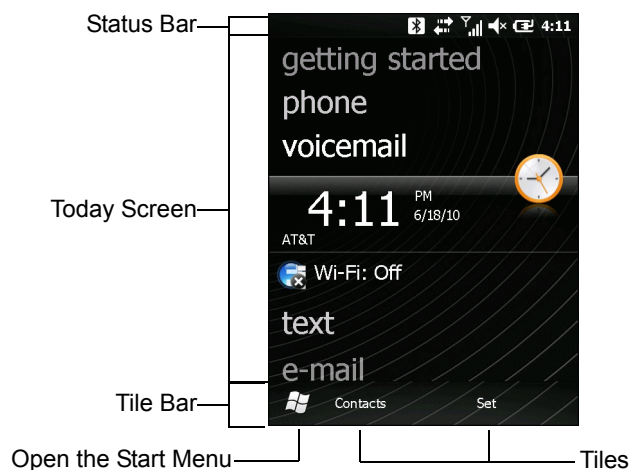 Status Bar
4:11
getting started
phone
voicemail
Today Screen
4:11 PM
6/18/10
AT&T
Wi-Fi: Off
text
e-mail
Tile Bar
Contacts Set
Open the Start Menu Tiles